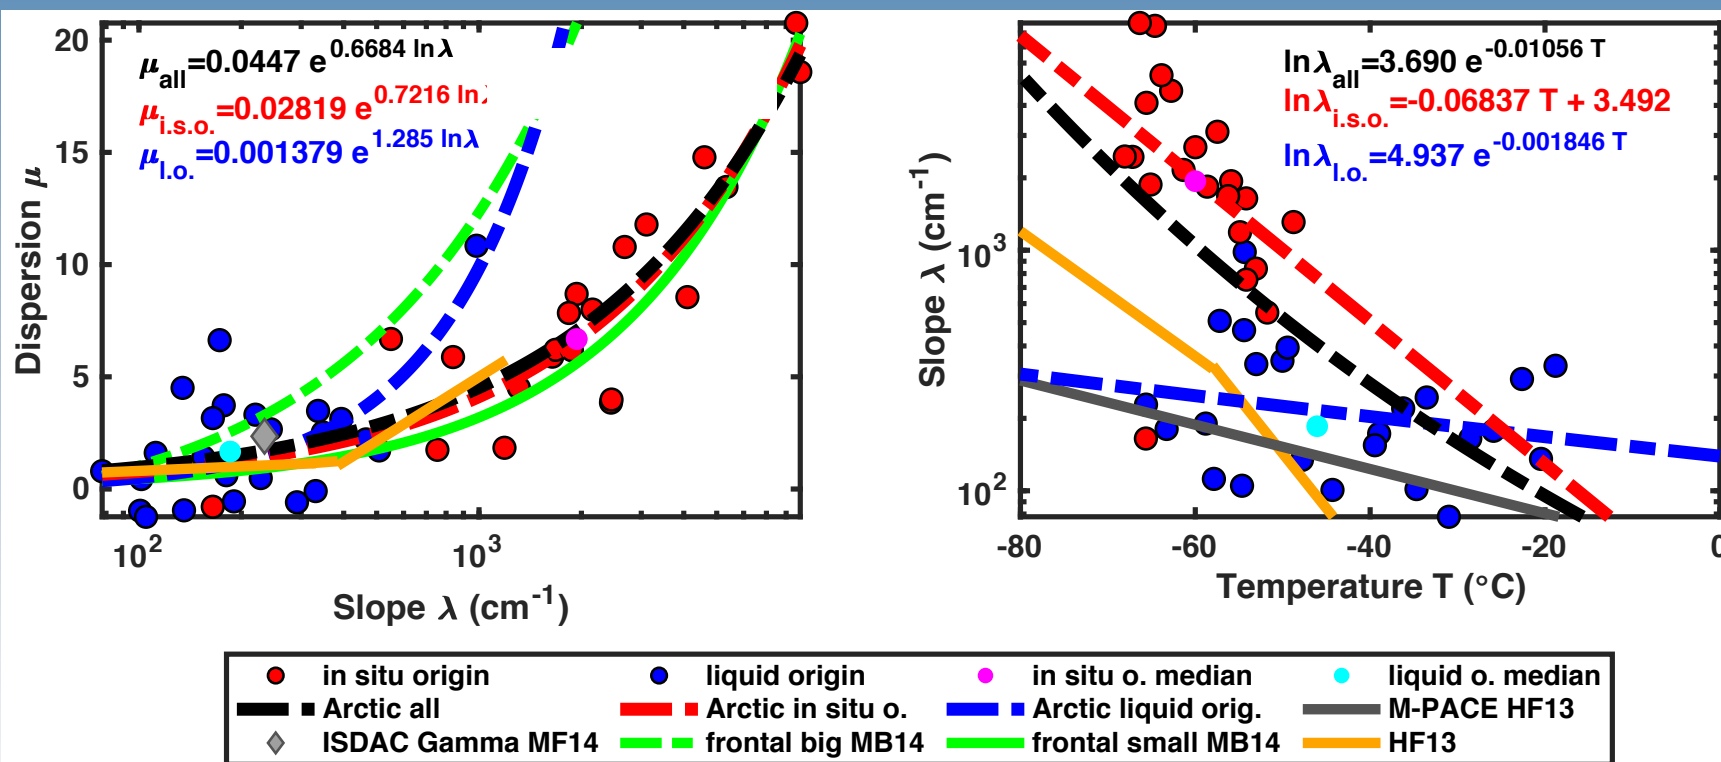 μall=0.0447 e^0.6684 lnλ
μi.s.o.=0.02819 e^0.7216 ln
μl.o.=0.001379 e^1.285 lnλ
20
15
10
5
0
Dispersion μ
10^2
10^3
Slope λ (cm^-1)
lnλall=3.690 e^-0.01056 T
lnλi.s.o.=-0.06837 T + 3.492
lnλl.o.=4.937 e^-0.001846 T
10^3
10^2
Slope λ (cm^-1)
-80
-60
-40
-20
0
Temperature T (°C)
in situ origin
liquid origin
in situ o. median
liquid o. median
Arctic all
Arctic in situ o.
Arctic liquid orig.
M-PACE HF13
ISDAC Gamma MF14
frontal big MB14
frontal small MB14
HF13